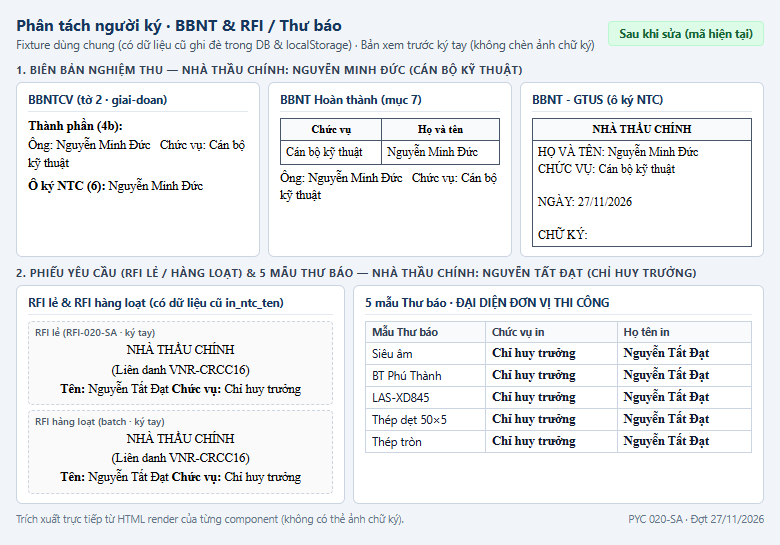 Phân tách người ký · BBNT & RFI / Thư báo
Fixture dùng chung (có dữ liệu cũ ghi đè trong DB & localStorage) · Bản xem trước ký tay (không chèn ảnh chữ ký)
Sau khi sửa (mã hiện tại)
1. BIÊN BẢN NGHIỆM THU — NHÀ THẦU CHÍNH: NGUYỄN MINH ĐỨC (CÁN BỘ KỸ THUẬT)
BBNTCV (tờ 2 · giai-doan)
Thành phần (4b):
Ông: Nguyễn Minh Đức Chức vụ: Cán bộ
kỹ thuật
Ô ký NTC (6): Nguyễn Minh Đức
BBNT Hoàn thành (mục 7)
Chức vụ Họ và tên
Cán bộ kỹ thuật Nguyễn Minh Đức
Ông: Nguyễn Minh Đức Chức vụ: Cán bộ
kỹ thuật
BBNT - GTUS (ô ký NTC)
NHÀ THẦU CHÍNH
HỌ VÀ TÊN: Nguyễn Minh Đức
CHỨC VỤ: Cán bộ kỹ thuật
NGÀY: 27/11/2026
CHỮ KÝ:
2. PHIẾU YÊU CẦU (RFI LẺ / HÀNG LOẠT) & 5 MẪU THƯ BÁO — NHÀ THẦU CHÍNH: NGUYỄN TẤT ĐẠT (CHỈ HUY TRƯỞNG)
RFI lẻ & RFI hàng loạt (có dữ liệu cũ in_ntc_ten)
RFI lẻ (RFI-020-SA · ký tay)
NHÀ THẦU CHÍNH
(Liên danh VNR-CRCC16)
Tên: Nguyễn Tất Đạt Chức vụ: Chỉ huy trưởng
RFI hàng loạt (batch · ký tay)
NHÀ THẦU CHÍNH
(Liên danh VNR-CRCC16)
Tên: Nguyễn Tất Đạt Chức vụ: Chỉ huy trưởng
5 mẫu Thư báo · ĐẠI DIỆN ĐƠN VỊ THI CÔNG
Mẫu Thư báo Chức vụ in Họ tên in
Siêu âm Chỉ huy trưởng Nguyễn Tất Đạt
BT Phú Thành Chỉ huy trưởng Nguyễn Tất Đạt
LAS-XD845 Chỉ huy trưởng Nguyễn Tất Đạt
Thép dẹt 50×5 Chỉ huy trưởng Nguyễn Tất Đạt
Thép tròn Chỉ huy trưởng Nguyễn Tất Đạt
Trích xuất trực tiếp từ HTML render của từng component (không có thẻ ảnh chữ ký).
PYC 020-SA · Đợt 27/11/2026